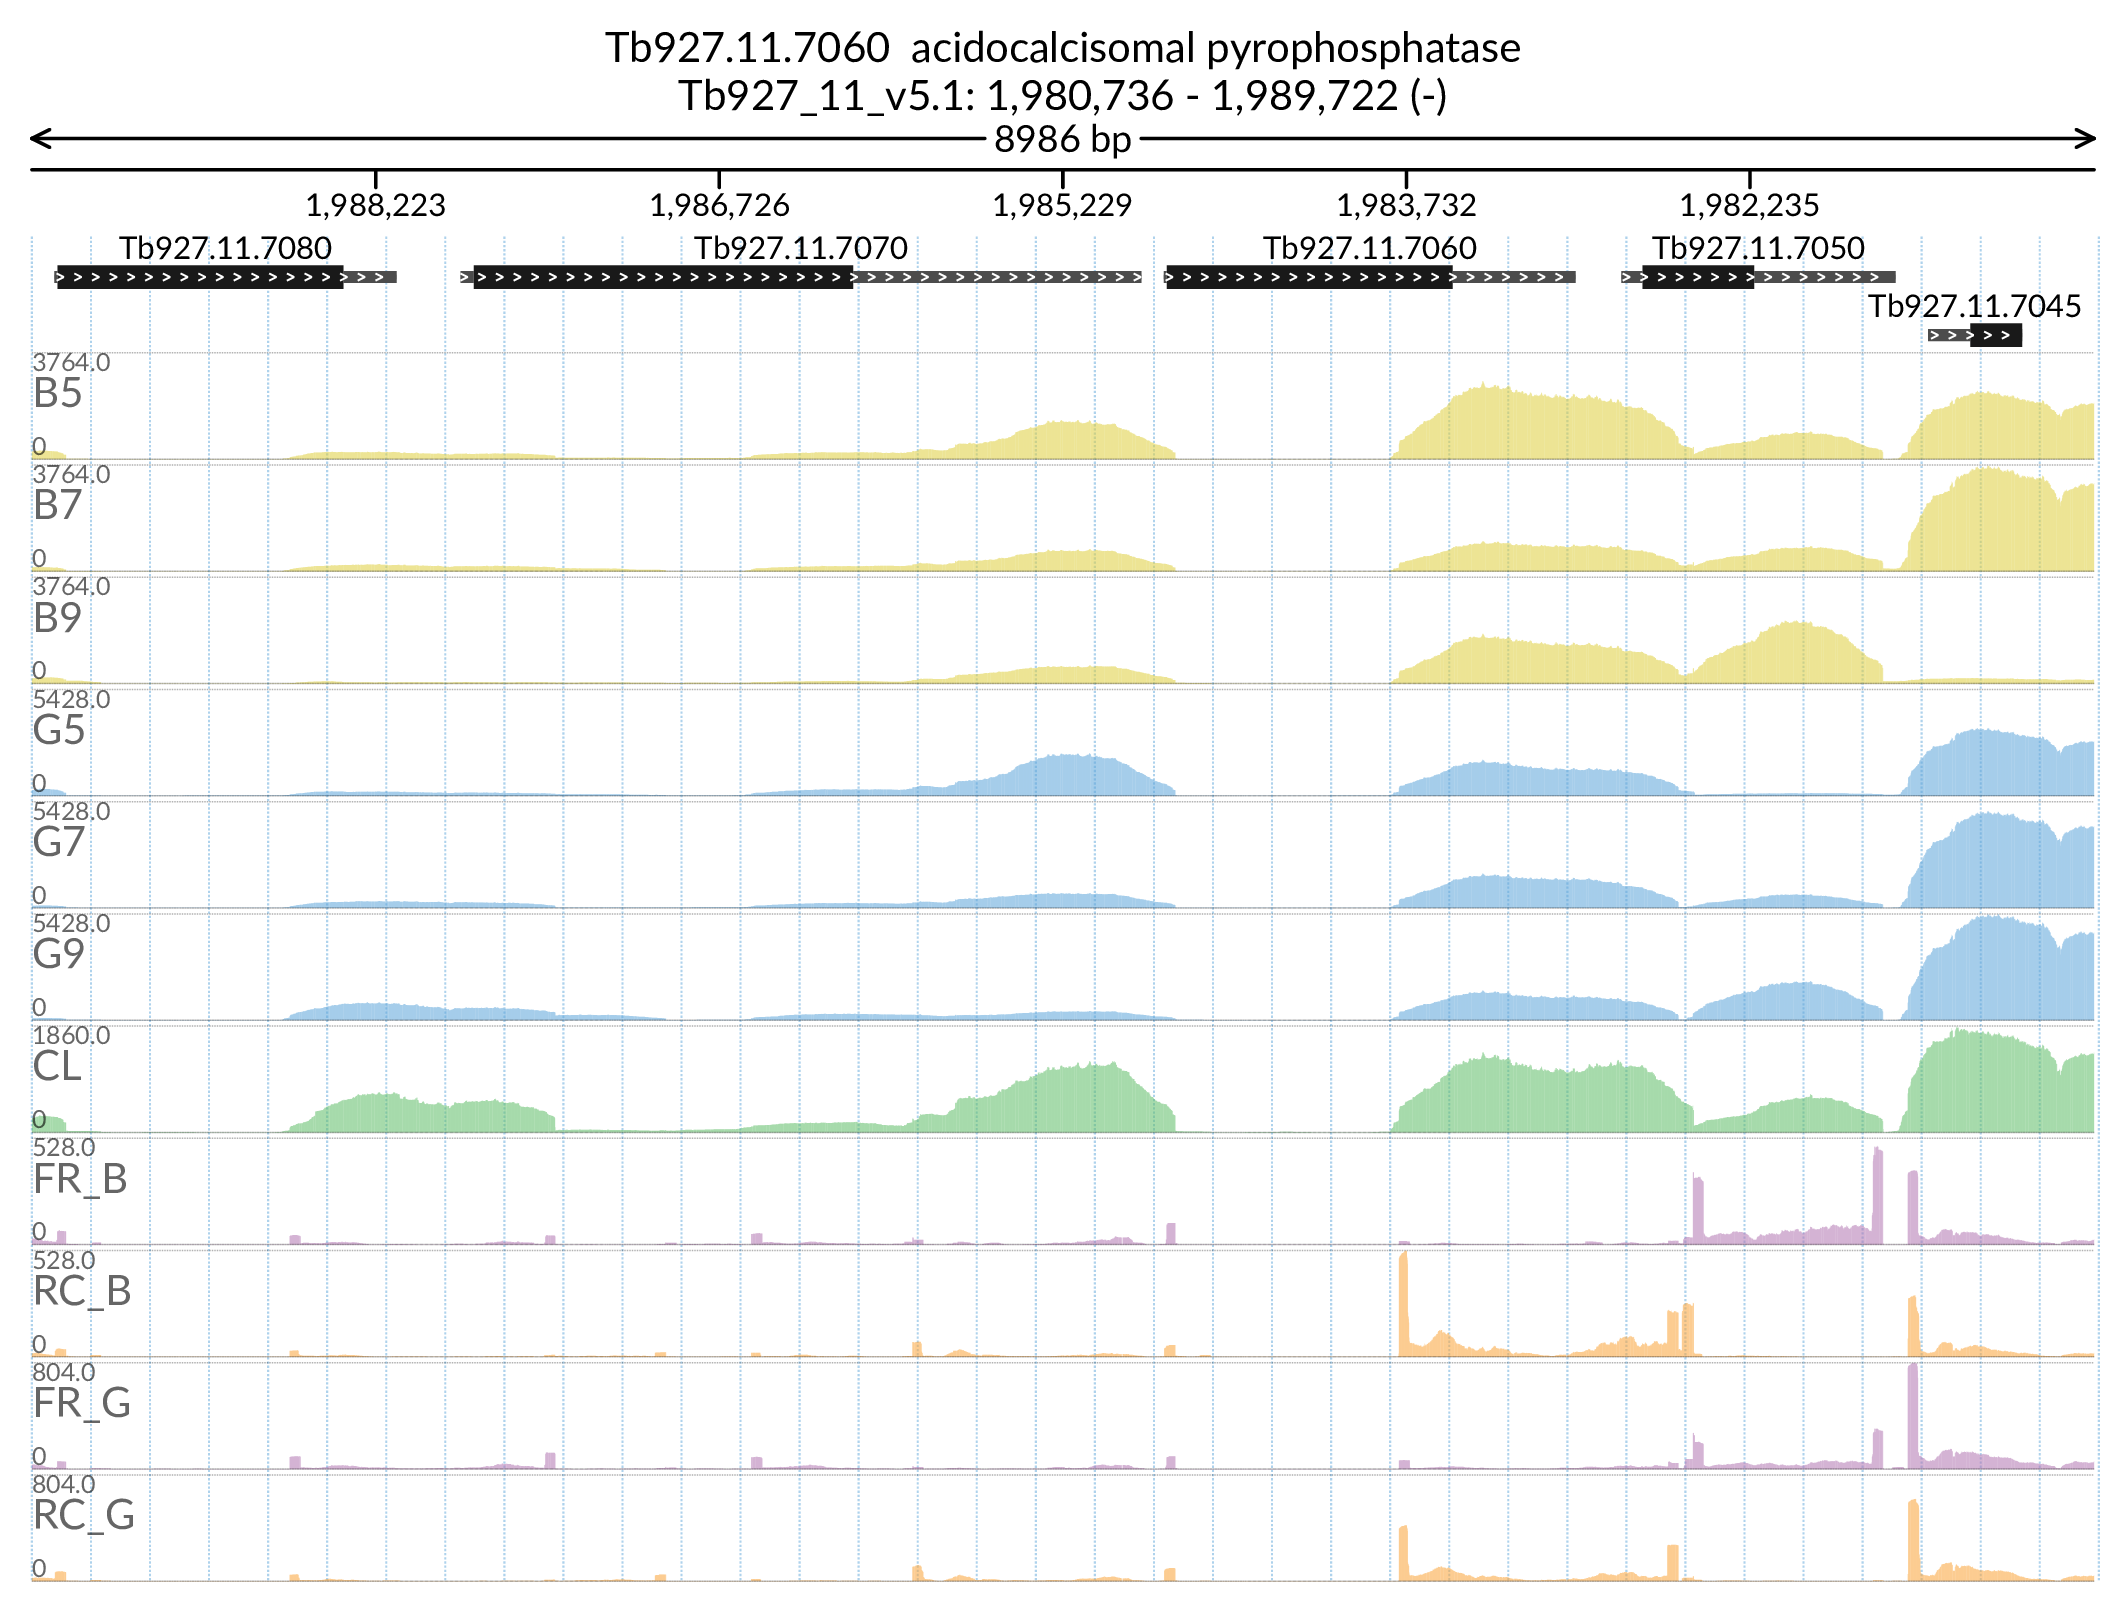 Tb927.11.7060 acidocalcisomal pyrophosphatase
Tb927_11_v5.1: 1,980,736 - 1,989,722 (-)
8986 bp
1,988,223 1,986,726 1,985,229 1,983,732 1,982,235
Tb927.11.7080 Tb927.11.7070 Tb927.11.7060 Tb927.11.7050
Tb927.11.7045
3764.0
B5
0
3764.0
B7
0
3764.0
B9
0
5428.0
G5
0
5428.0
G7
0
5428.0
G9
0
1860.0
CL
0
528.0
FR_B
0
528.0
RC_B
0
804.0
FR_G
0
804.0
RC_G
0